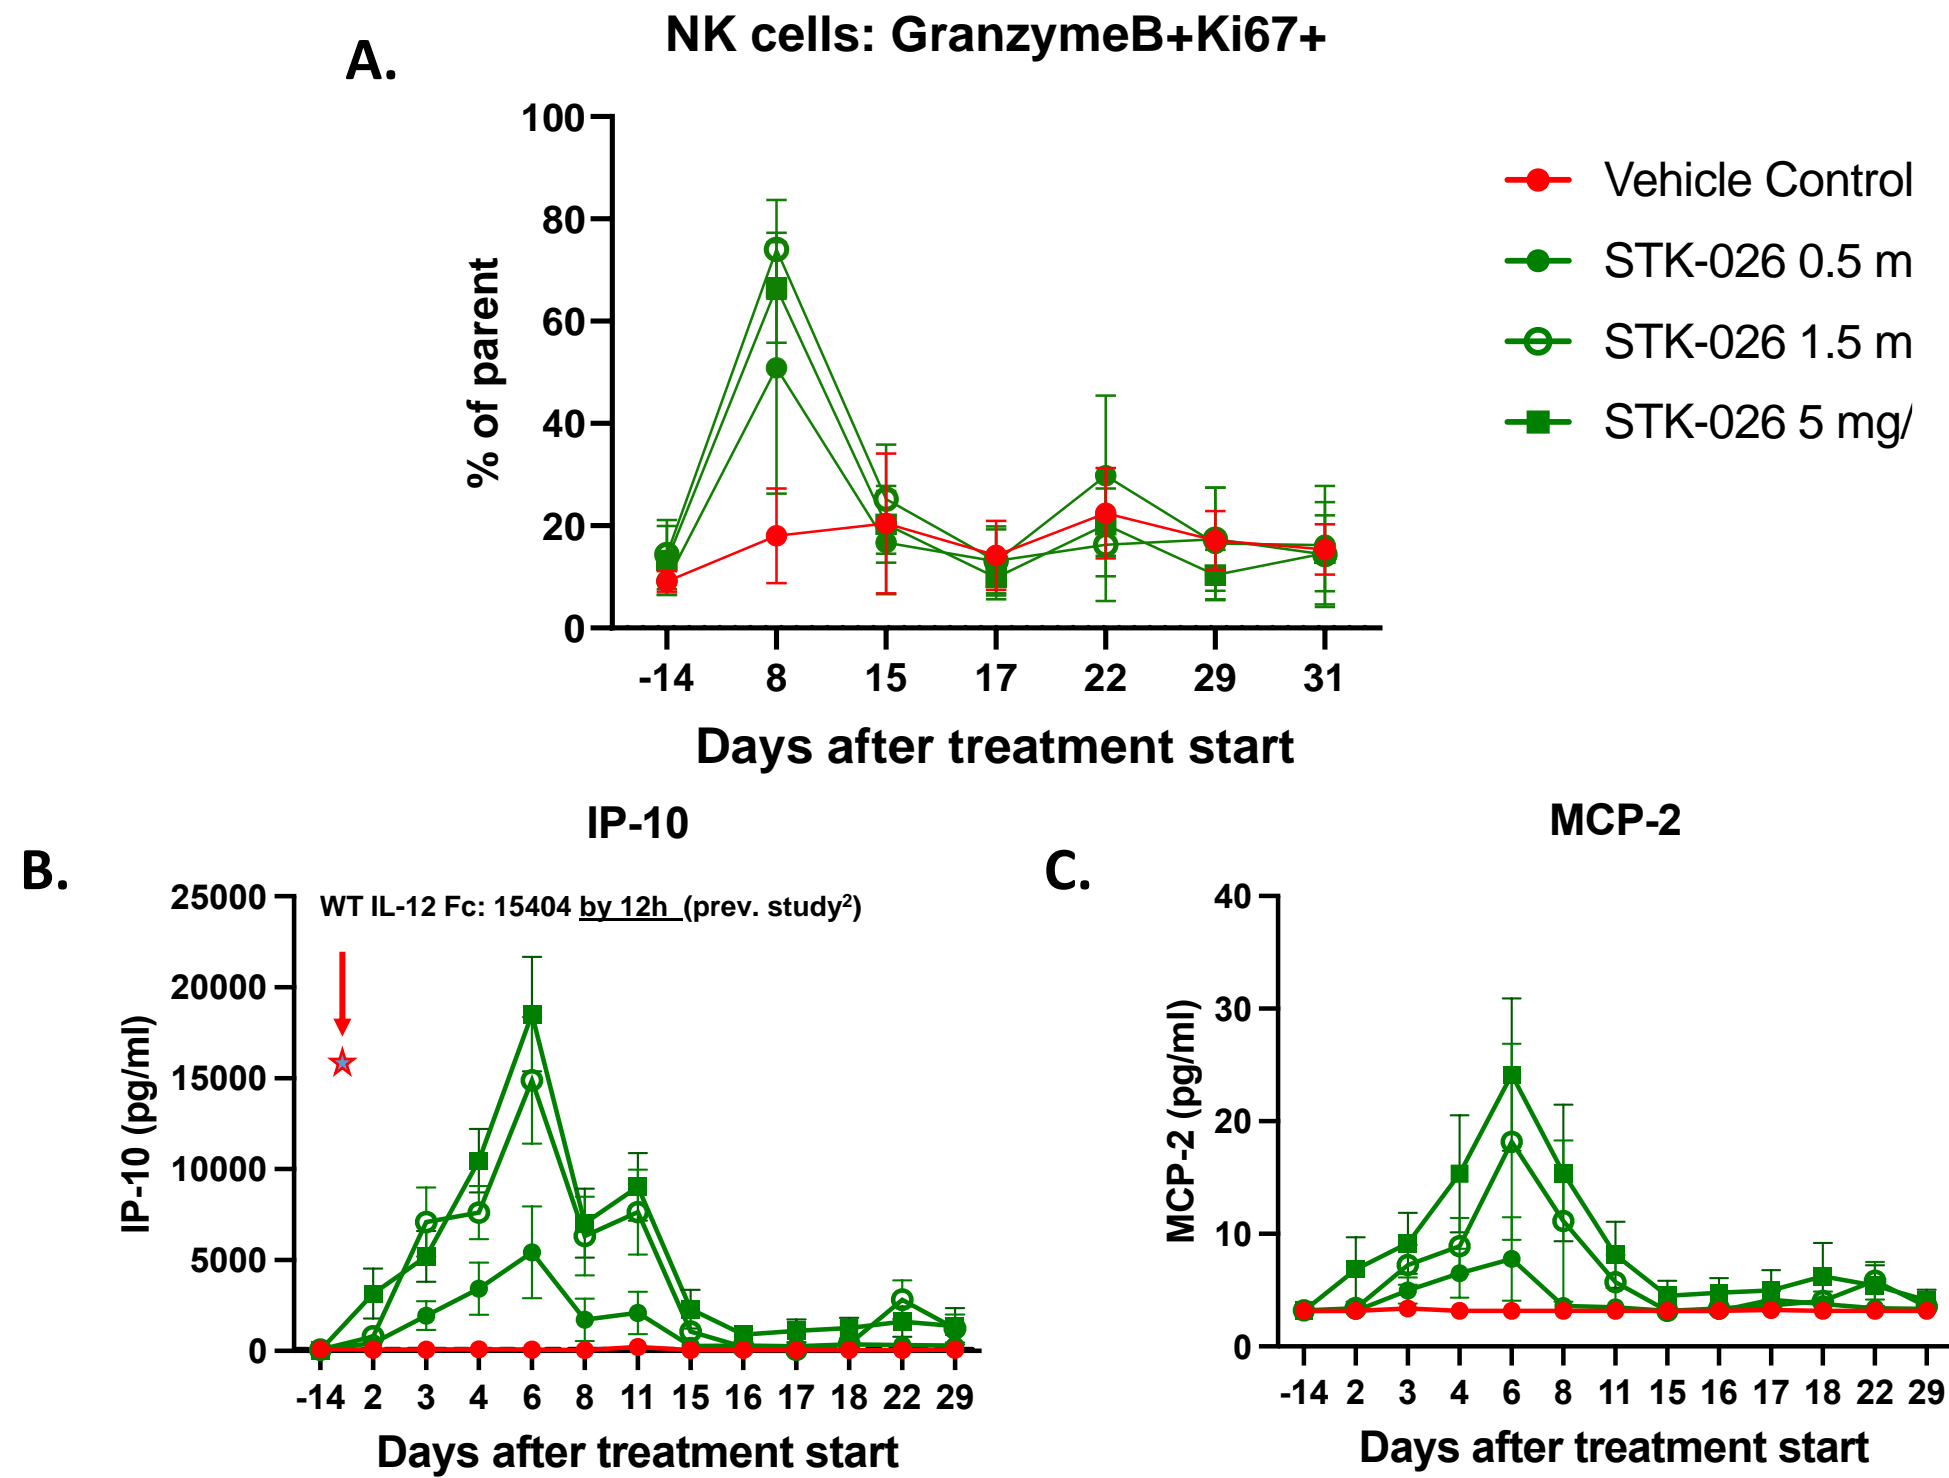 A.
NK cells: GranzymeB+Ki67+
100
80
60
40
20
0
% of parent
-14 8 15 17 22 29 31
Days after treatment start
Vehicle Control
STK-026 0.5 m
STK-026 1.5 m
STK-026 5 mg/
B.
IP-10
WT IL-12 Fc: 15404 by 12h (prev. study²)
25000
20000
15000
10000
5000
0
IP-10 (pg/ml)
-14 2 3 4 6 8 11 15 16 17 18 22 29
Days after treatment start
C.
MCP-2
40
30
20
10
0
MCP-2 (pg/ml)
-14 2 3 4 6 8 11 15 16 17 18 22 29
Days after treatment start